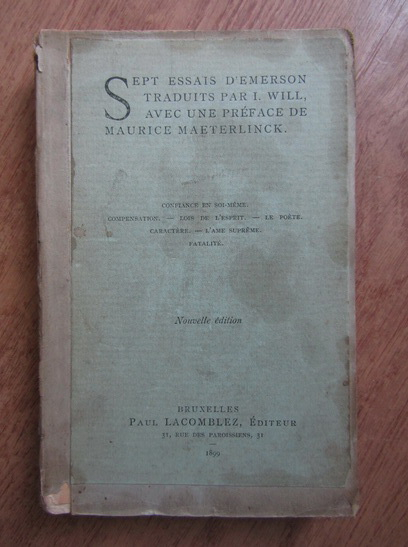 SEPT ESSAIS D'EMERSON
TRADUITS PAR I. WILL,
AVEC UNE PRÉFACE DE
MAURICE MAETERLINCK.
CONFIANCE EN SOI-MÊME.
COMPENSATION. — LOIS DE L'ESPRIT. — LE POÈTE.
CARACTÈRE. — L'AME SUPRÊME.
FATALITÉ.
Nouvelle édition
BRUXELLES
PAUL LACOMBLEZ, ÉDITEUR
31, RUE DES PAROISSIENS, 31
1899